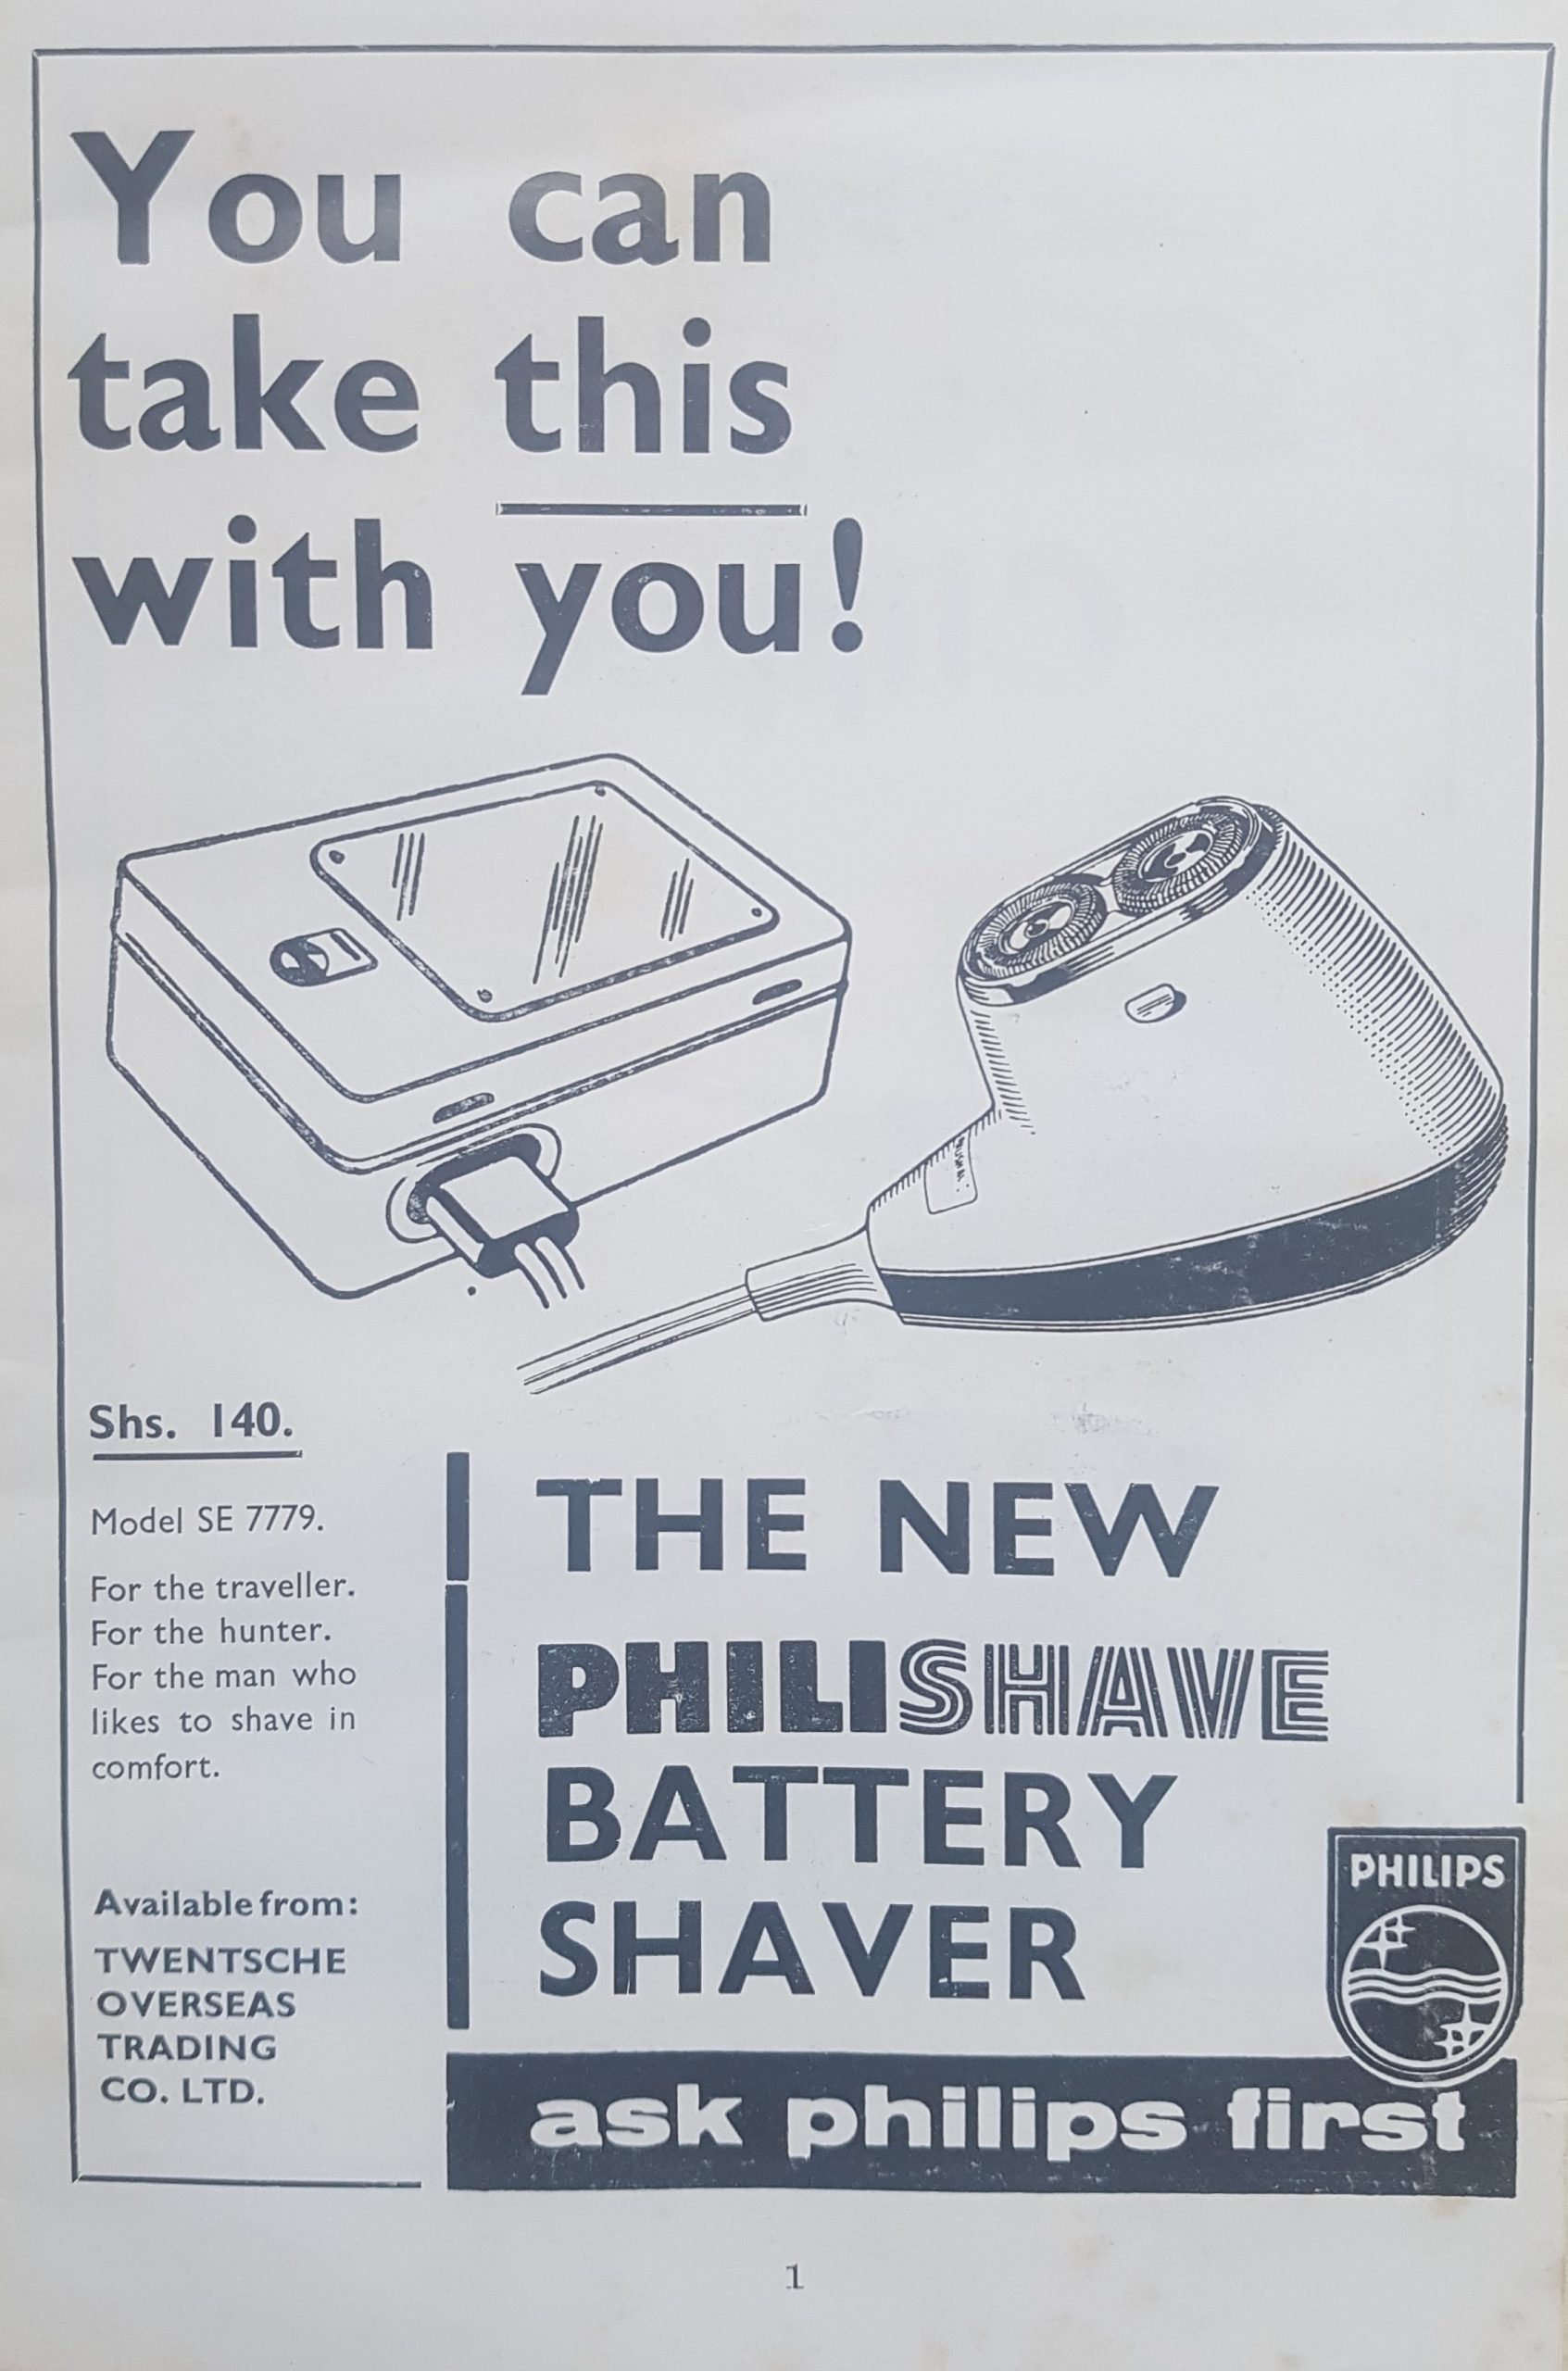 You can
take this
with you!
Shs. 140.
Model SE 7779.
For the traveller.
For the hunter.
For the man who
likes to shave in
comfort.
Available from:
TWENTSCHE
OVERSEAS
TRADING
CO. LTD.
THE NEW
PHILISHAVE
BATTERY
SHAVER
PHILIPS
ask philips first
1